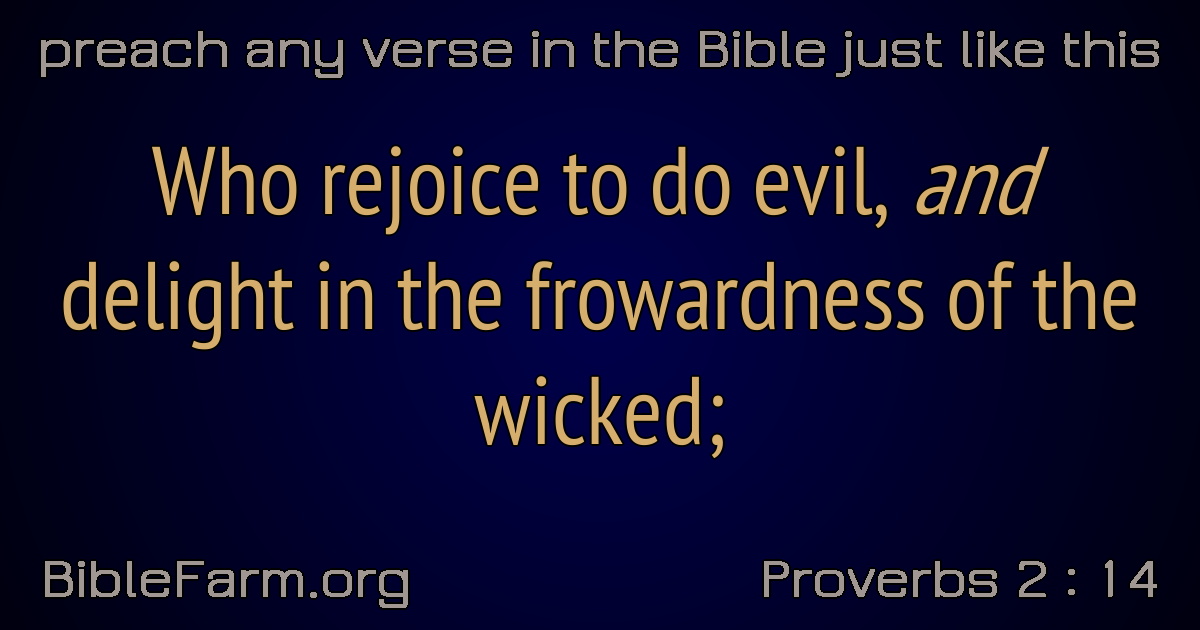 preach any verse in the Bible just like this
Who rejoice to do evil, and
delight in the frowardness of the
wicked;
BibleFarm.org
Proverbs 2 : 14